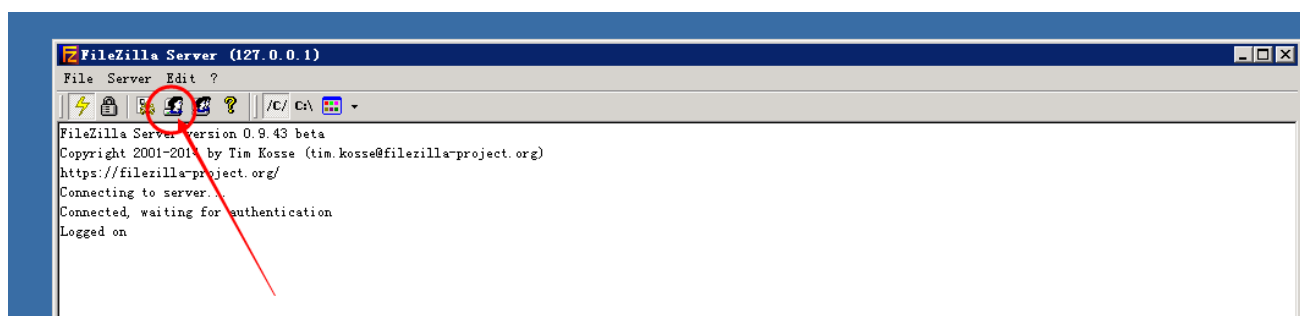 FileZilla Server (127.0.0.1)
File Server Edit ?
/C/ C:\
FileZilla Server version 0.9.43 beta
Copyright 2001-2014 by Tim Kosse (tim.kosse@filezilla-project.org)
https://filezilla-project.org/
Connecting to server...
Connected, waiting for authentication
Logged on